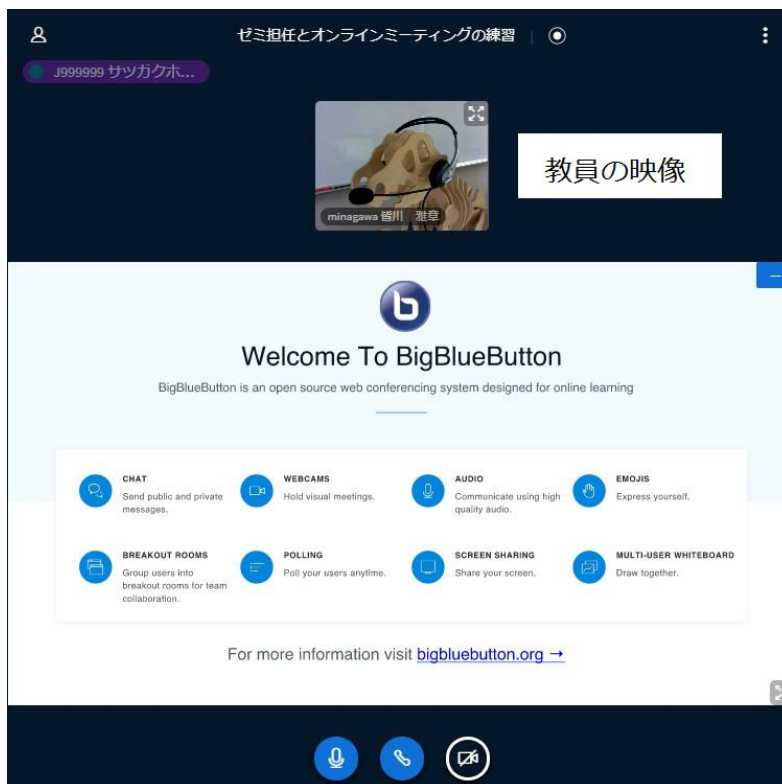 ゼミ担任とオンラインミーティングの練習
J999999 サツガクホ...
教員の映像
minagawa 皆川 雅章
Welcome To BigBlueButton
BigBlueButton is an open source web conferencing system designed for online learning
CHAT
Send public and private
messages.
WEBCAMS
Hold visual meetings.
AUDIO
Communicate using high
quality audio.
EMOJIS
Express yourself.
BREAKOUT ROOMS
Group users into
breakout rooms for team
collaboration.
POLLING
Poll your users anytime.
SCREEN SHARING
Share your screen.
MULTI-USER WHITEBOARD
Draw together.
For more information visit bigbluebutton.org →